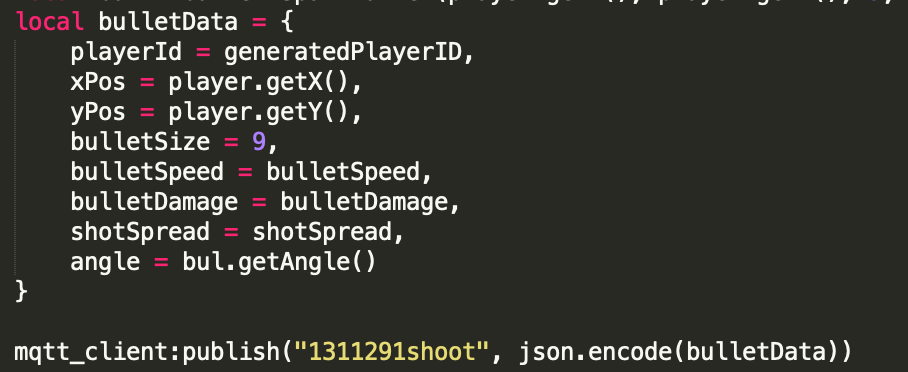 local bulletData = {
playerId = generatedPlayerID,
xPos = player.getX(),
yPos = player.getY(),
bulletSize = 9,
bulletSpeed = bulletSpeed,
bulletDamage = bulletDamage,
shotSpread = shotSpread,
angle = bul.getAngle()
}
mqtt_client:publish("1311291shoot", json.encode(bulletData))